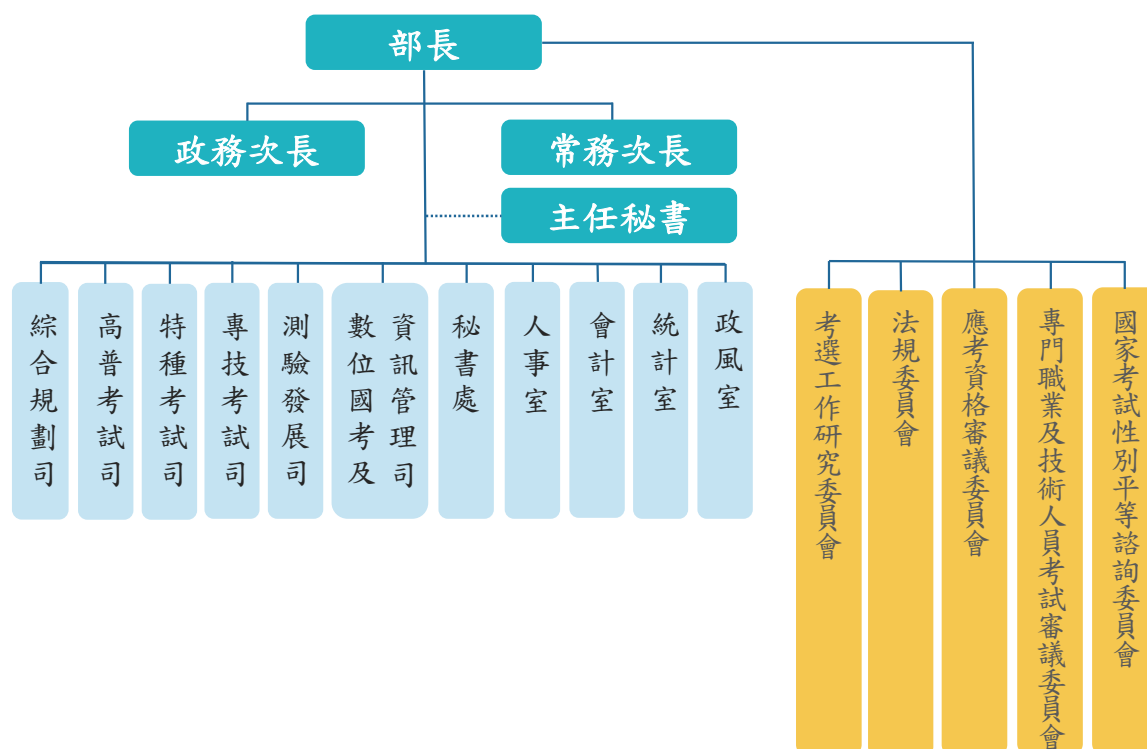 部長
政務次長
常務次長
主任秘書
綜合規劃司
高普考試司
特種考試司
專技考試司
測驗發展司
數位國考及
資訊管理司
秘書處
人事室
會計室
統計室
政風室
考選工作研究委員會
法規委員會
應考資格審議委員會
專門職業及技術人員考試審議委員會
國家考試性別平等諮詢委員會